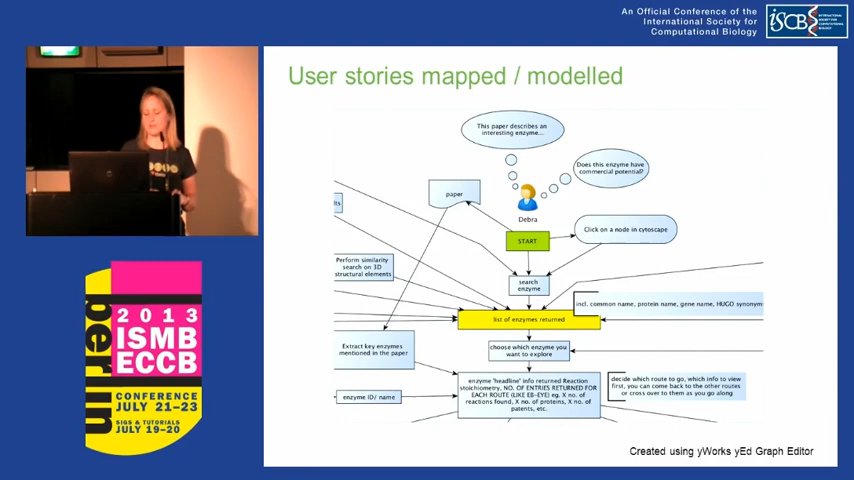 An Official Conference of the
International Society for
Computational Biology
ISCB
INTERNATIONAL
SOCIETY FOR
COMPUTATIONAL
BIOLOGY
User stories mapped / modelled
This paper describes an
interesting enzyme...
Does this enzyme have
commercial potential?
paper
Debra
Click on a node in cytoscape
START
Perform similarity
search on 3D
structural elements
search
enzyme
incl. common name, protein name, gene name, HUGO synonym
list of enzymes returned
Extract key enzymes
mentioned in the paper
choose which enzyme you
want to explore
enzyme 'headline' info returned Reaction
stoichiometry, NO. OF ENTRIES RETURNED FOR
EACH ROUTE (LIKE EB-EYE) eg. X no. of
reactions found, X no. of proteins, X no. of
patents, etc.
decide which route to go, which info to view
first, you can come back to the other routes
or cross over to them as you go along
enzyme ID/ name
Created using yWorks yEd Graph Editor
berlin
2013
ISMB
ECCB
CONFERENCE
JULY 21–23
SIGS & TUTORIALS
JULY 19–20